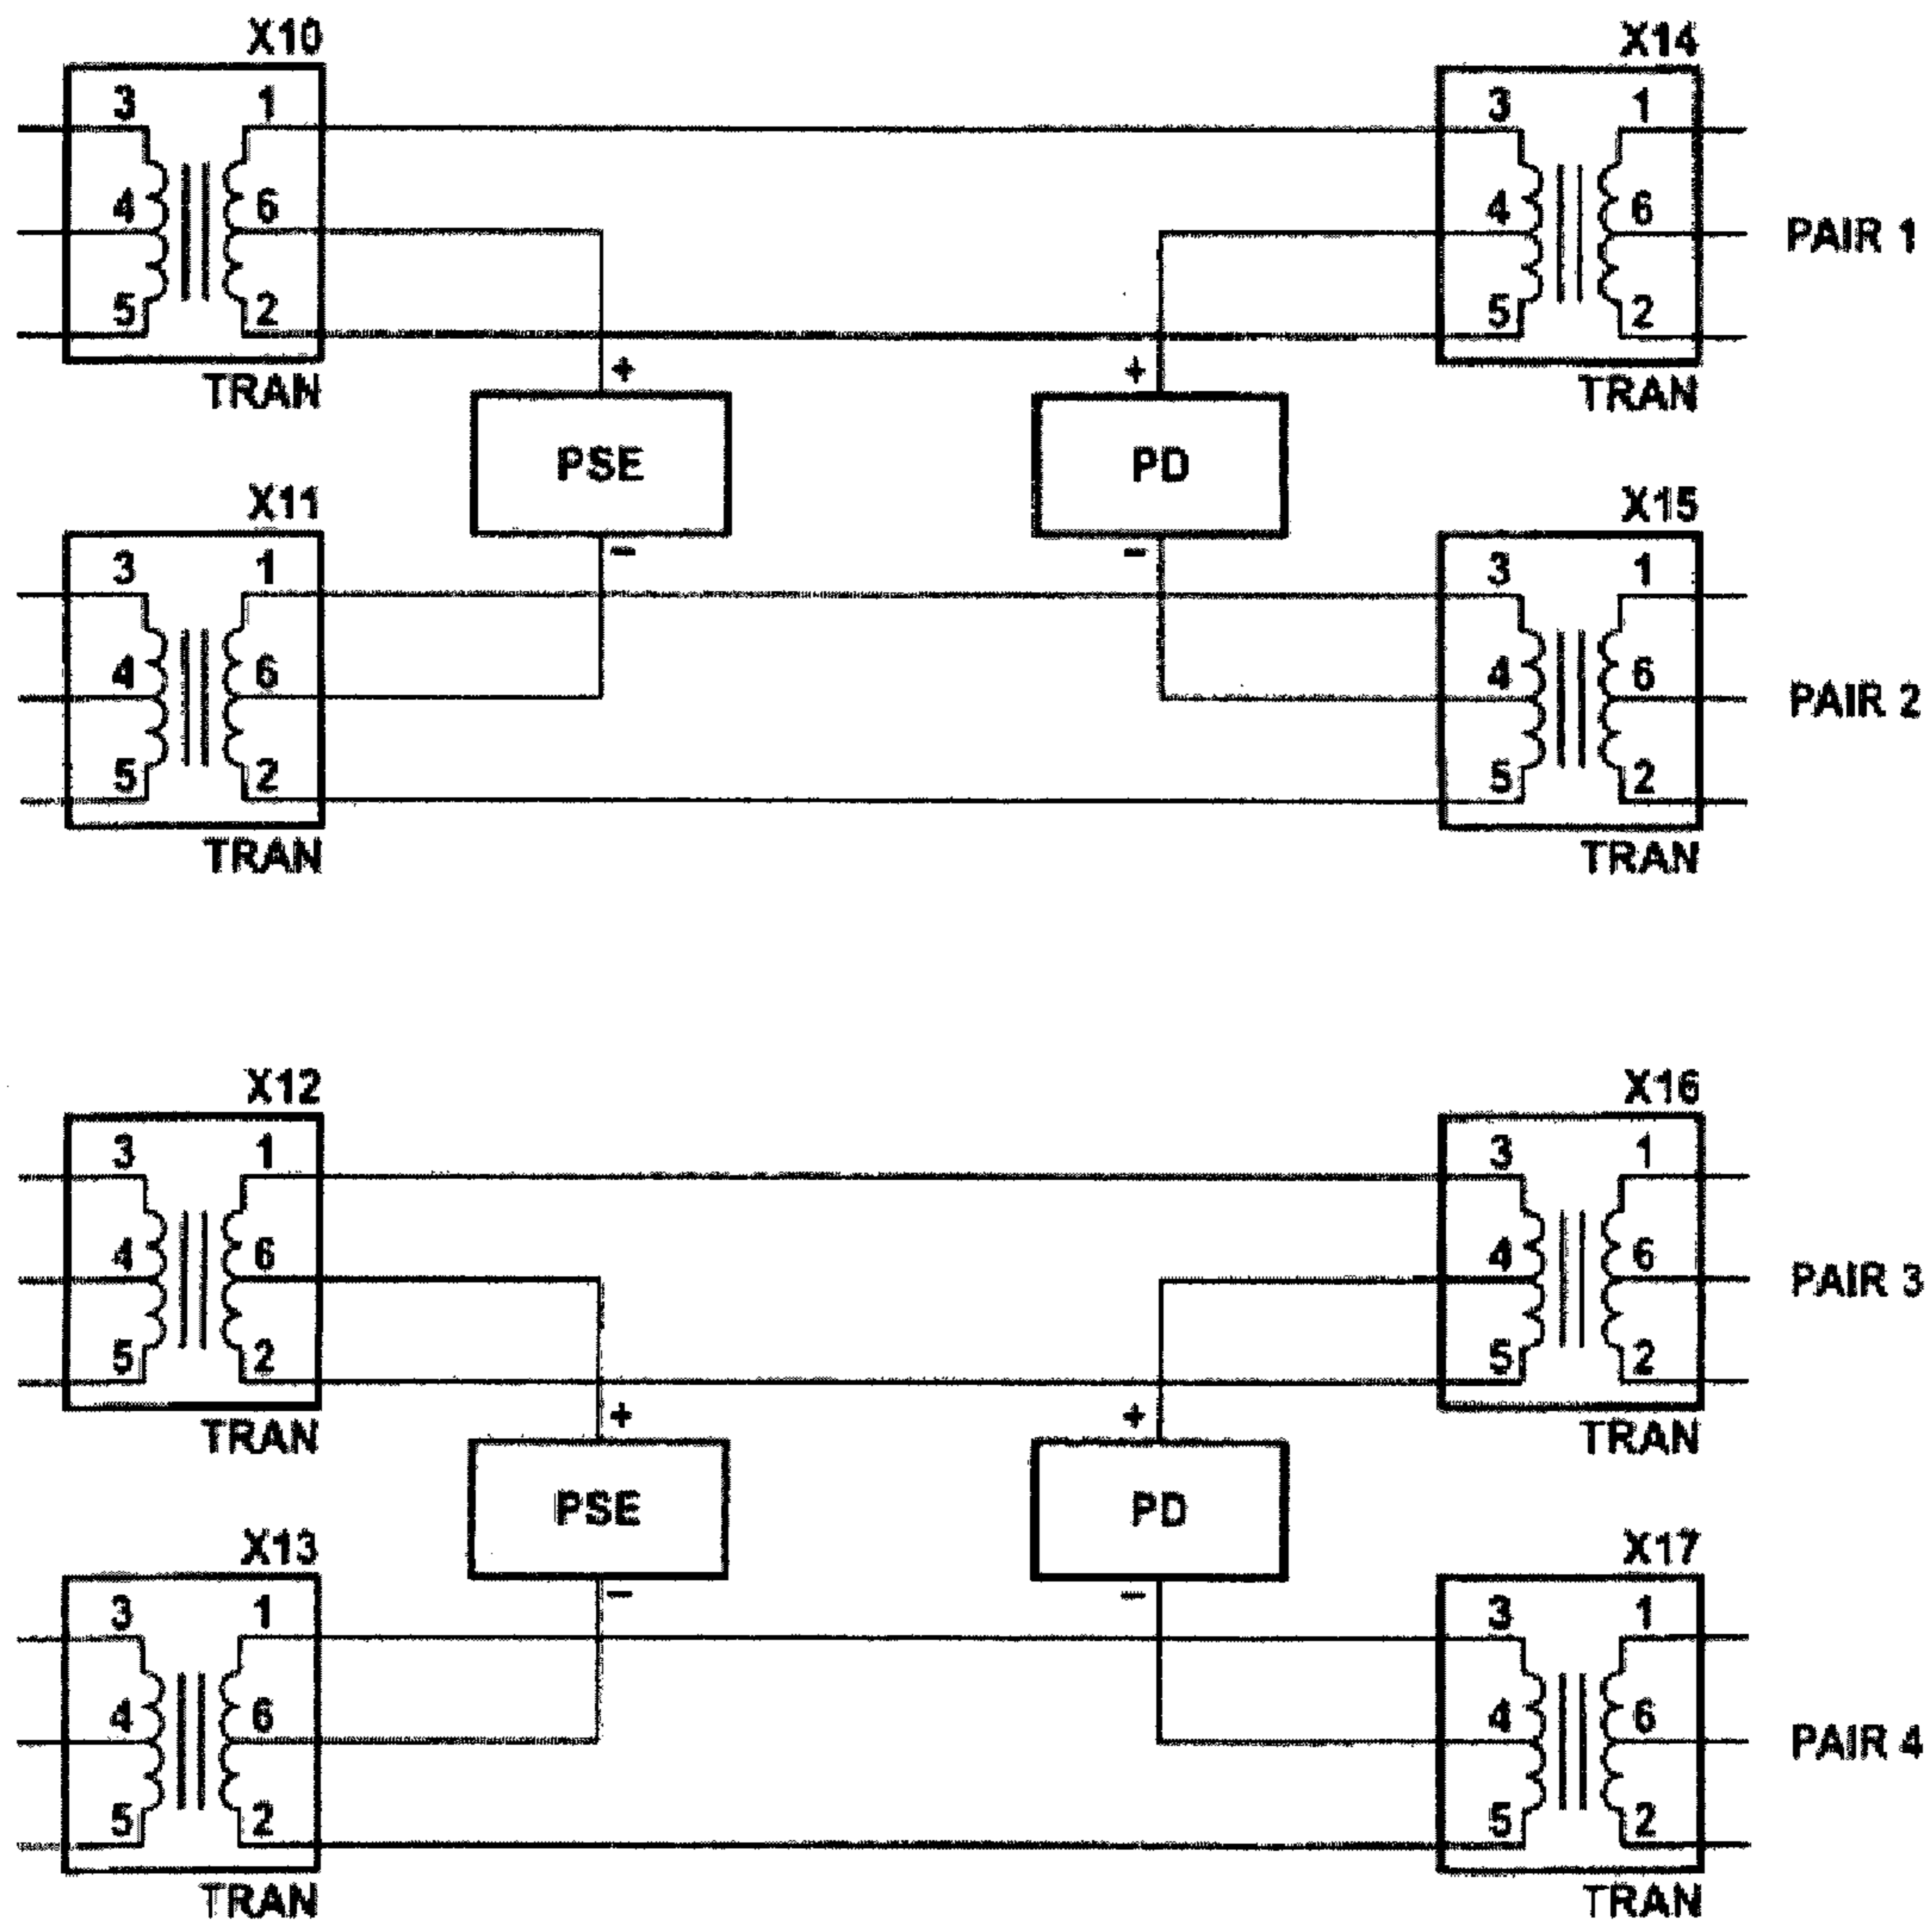 X10 X14
3 1 3 1
4 6 4 6 PAIR 1
5 2 5 2
+ +
TRAN TRAN
PSE PD
X11 X15
- -
3 1 3 1
4 6 4 6 PAIR 2
5 2 5 2
TRAN TRAN
X12 X16
3 1 3 1
4 6 4 6 PAIR 3
5 2 5 2
+ +
TRAN TRAN
PSE PD
X13 X17
- -
3 1 3 1
4 6 4 6 PAIR 4
5 2 5 2
TRAN TRAN